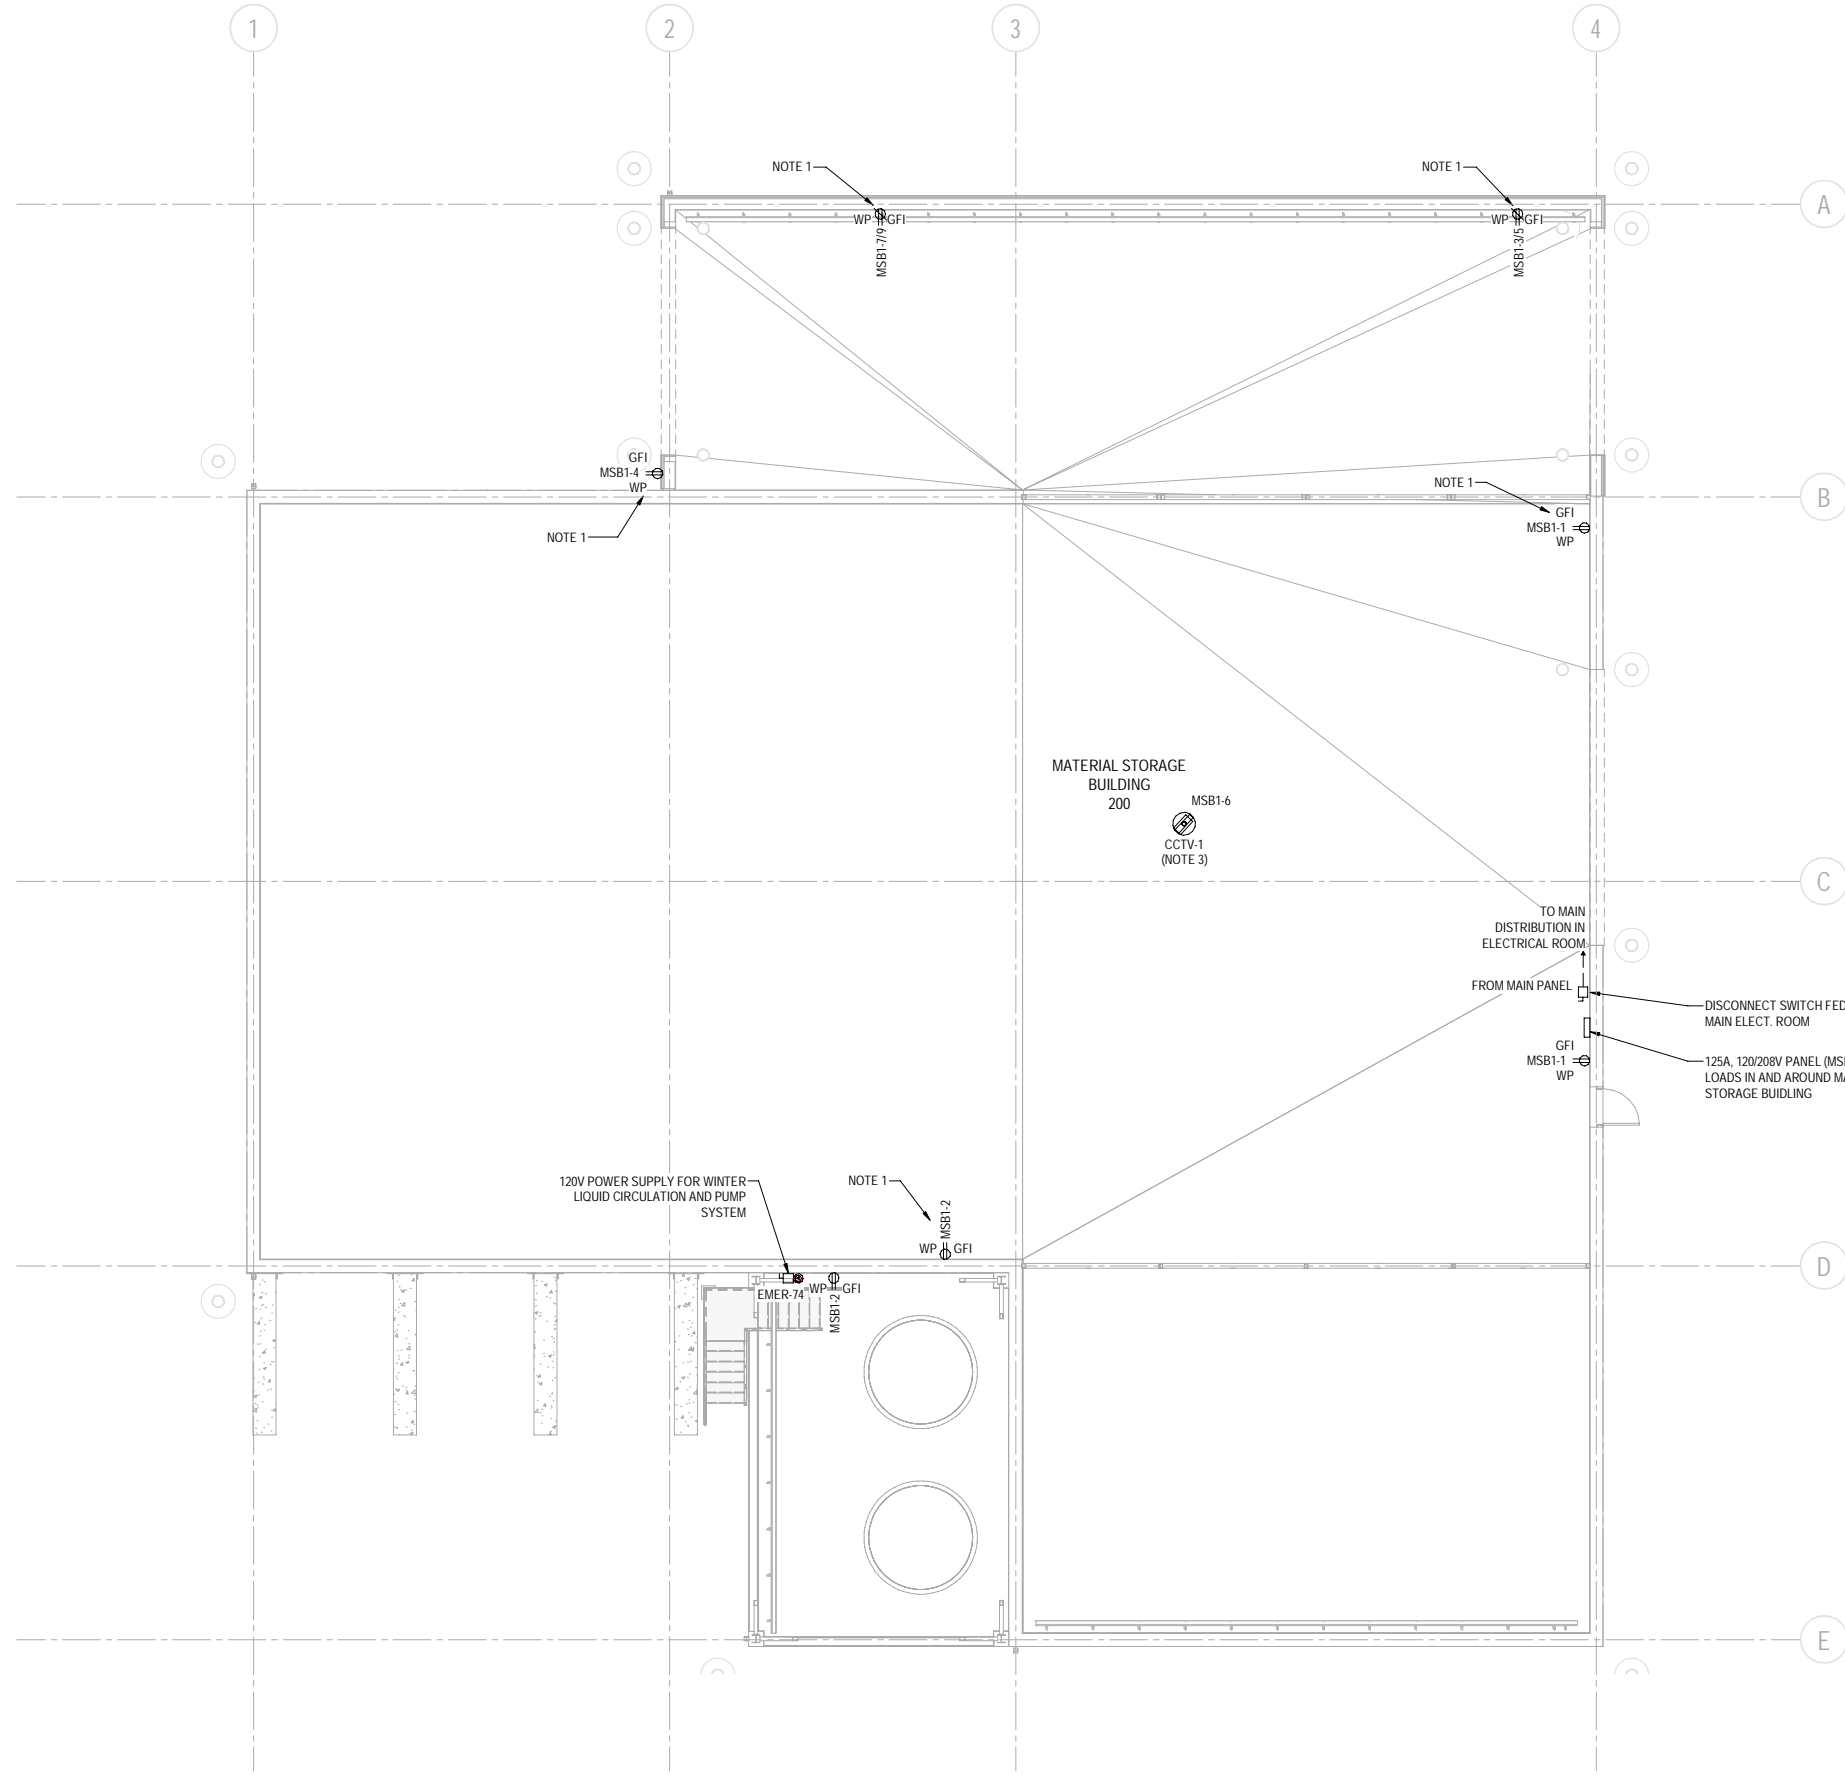 1
2
3
4
NOTE 1
NOTE 1
A
WP GFI
WP GFI
MSB1-7/9
MSB1-3/5
GFI
MSB1-4
WP
NOTE 1
B
NOTE 1
GFI
MSB1-1
WP
MATERIAL STORAGE
BUILDING
200
MSB1-6
CCTV-1
(NOTE 3)
C
TO MAIN
DISTRIBUTION IN
ELECTRICAL ROOM
FROM MAIN PANEL
DISCONNECT SWITCH FED
MAIN ELECT. ROOM
GFI
MSB1-1
WP
125A, 120/208V PANEL (MS
LOADS IN AND AROUND MA
STORAGE BUIDLING
120V POWER SUPPLY FOR WINTER
LIQUID CIRCULATION AND PUMP
SYSTEM
NOTE 1
MSB1-2
WP GFI
D
EMER-74
WP GFI
MSB1-2
E